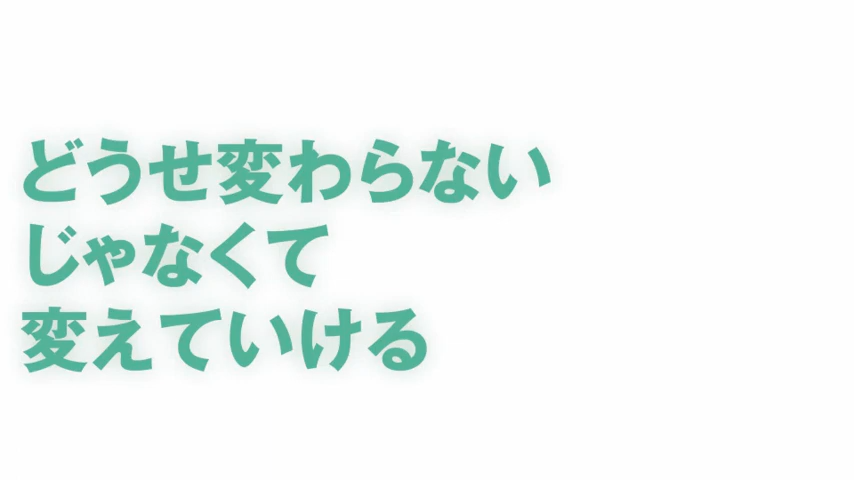 どうせ変わらない
じゃなくて
変えていける